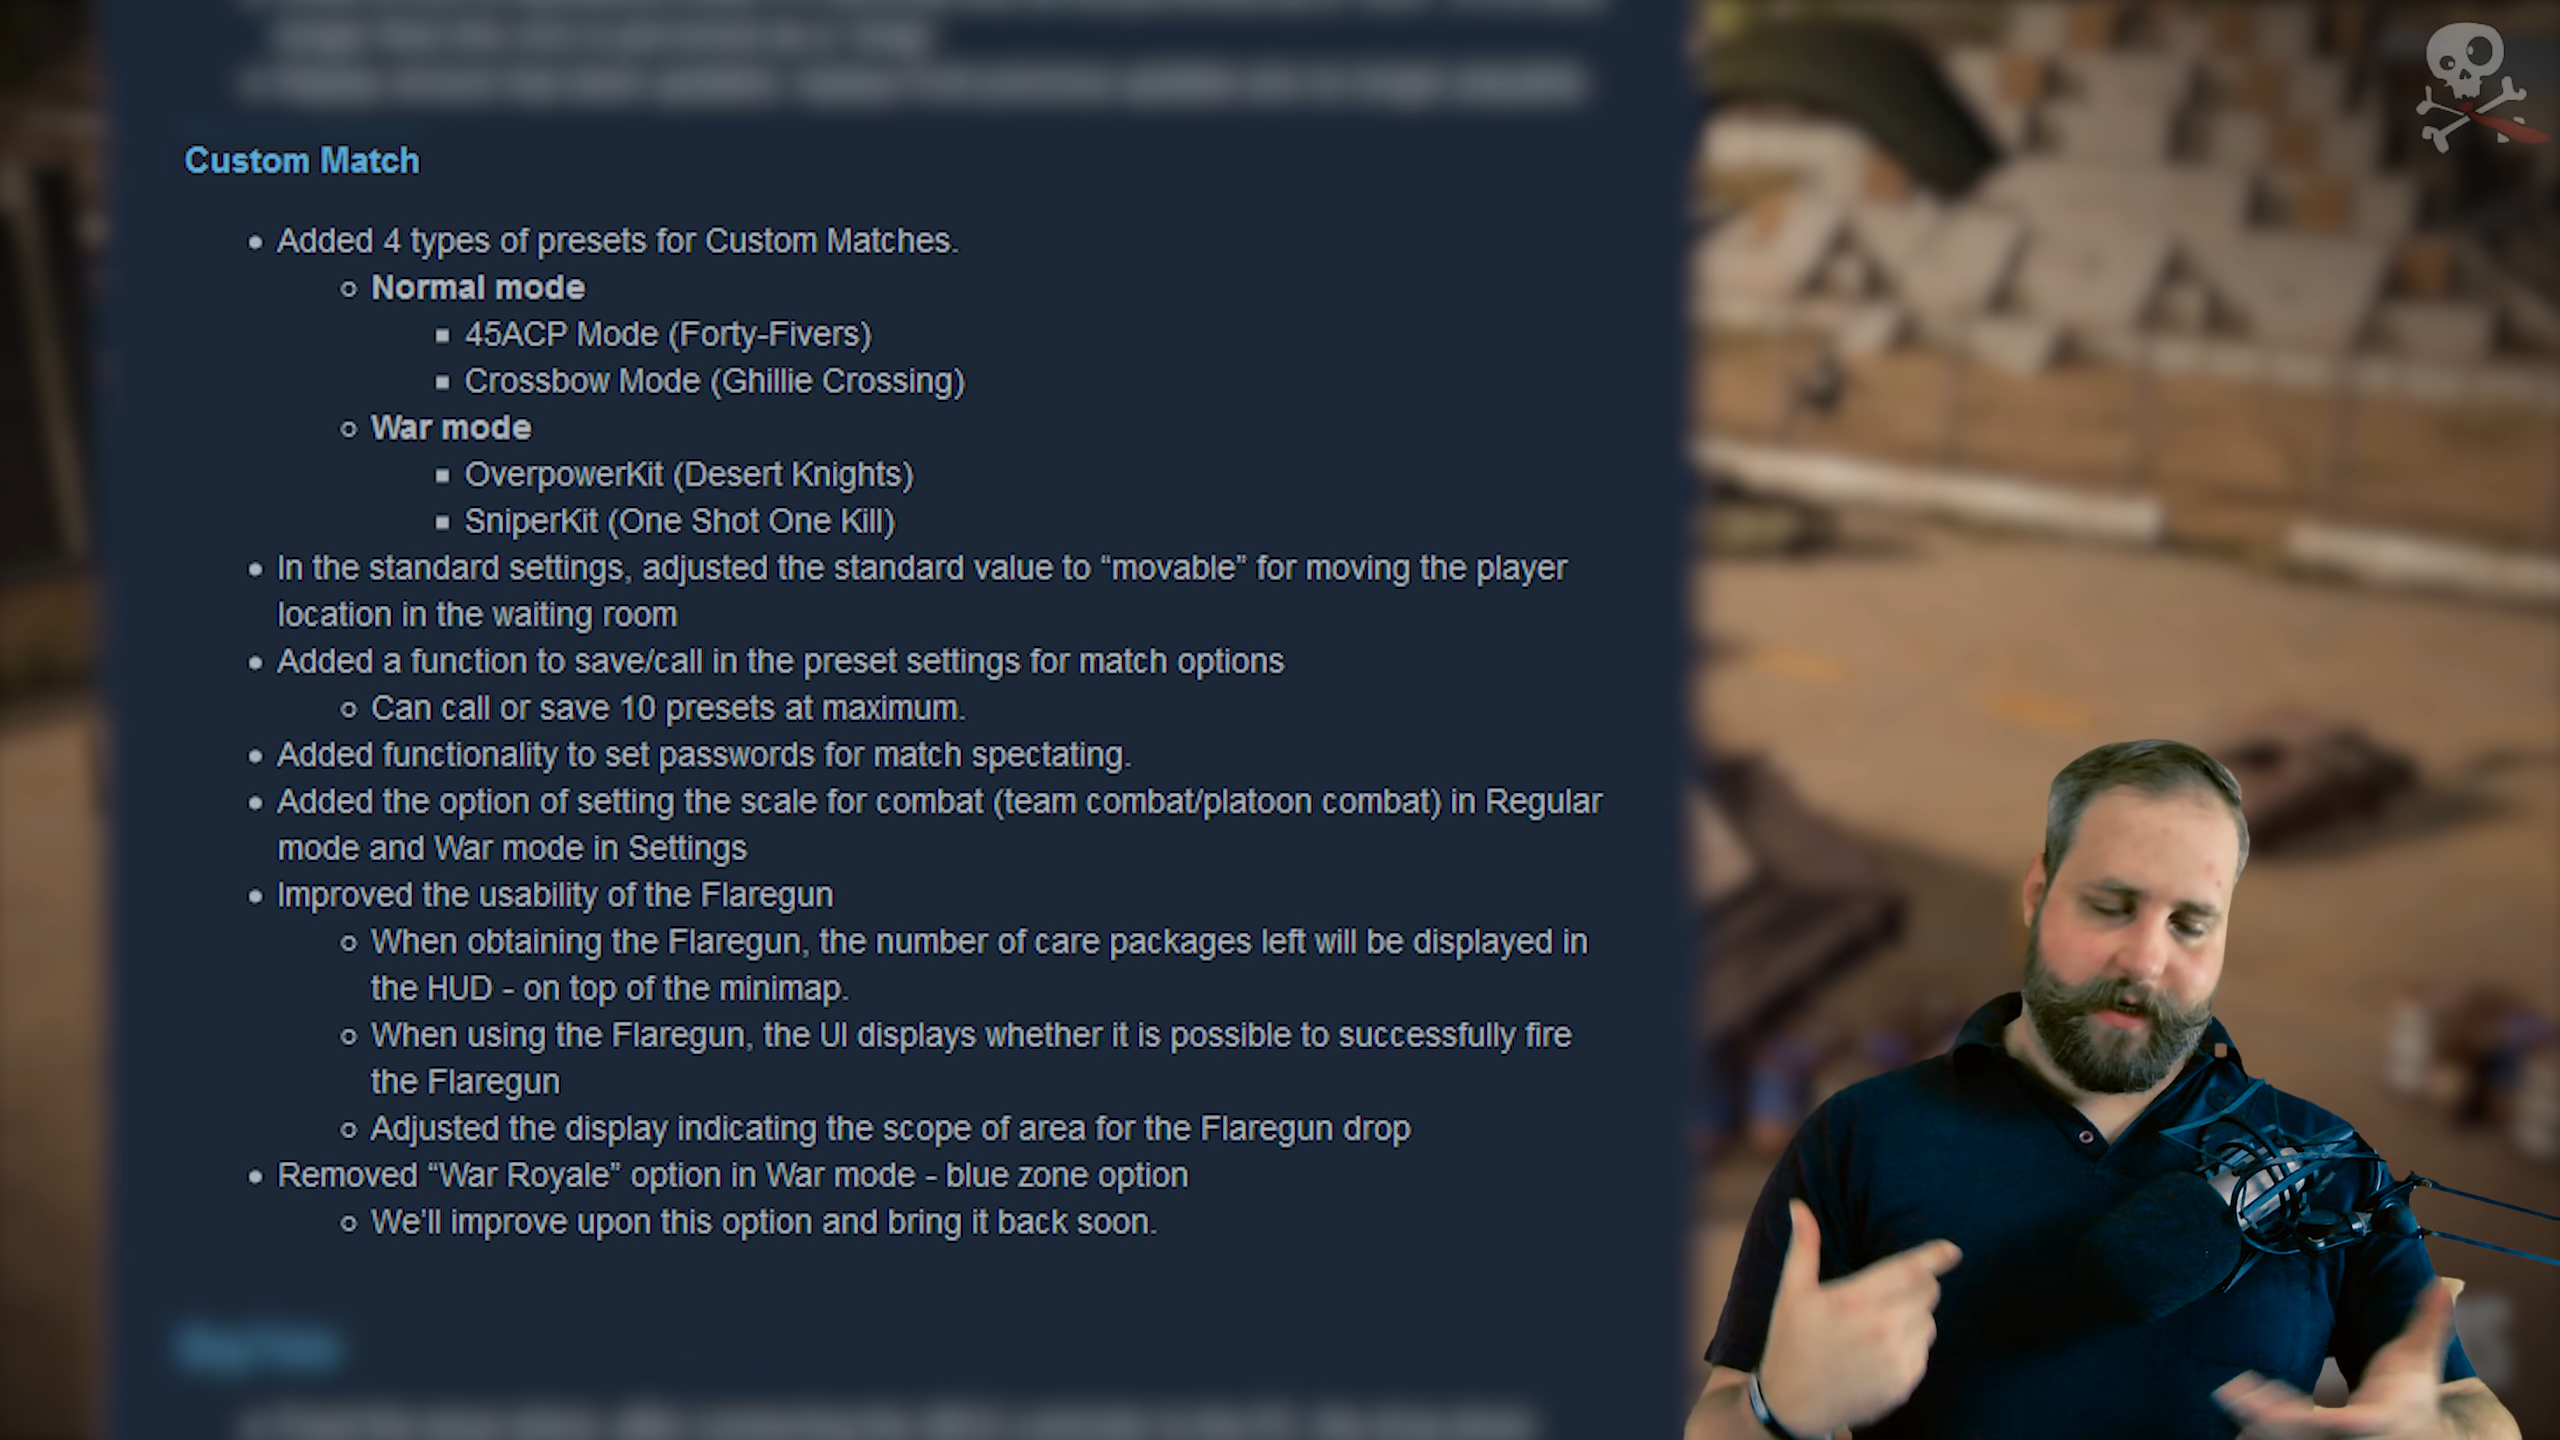 Custom Match
Added 4 types of presets for Custom Matches.
Normal mode
45ACP Mode (Forty-Fivers)
Crossbow Mode (Ghillie Crossing)
War mode
OverpowerKit (Desert Knights)
SniperKit (One Shot One Kill)
In the standard settings, adjusted the standard value to “movable” for moving the player
location in the waiting room
Added a function to save/call in the preset settings for match options
Can call or save 10 presets at maximum.
Added functionality to set passwords for match spectating.
Added the option of setting the scale for combat (team combat/platoon combat) in Regular
mode and War mode in Settings
Improved the usability of the Flaregun
When obtaining the Flaregun, the number of care packages left will be displayed in
the HUD - on top of the minimap.
When using the Flaregun, the UI displays whether it is possible to successfully fire
the Flaregun
Adjusted the display indicating the scope of area for the Flaregun drop
Removed “War Royale” option in War mode - blue zone option
We’ll improve upon this option and bring it back soon.